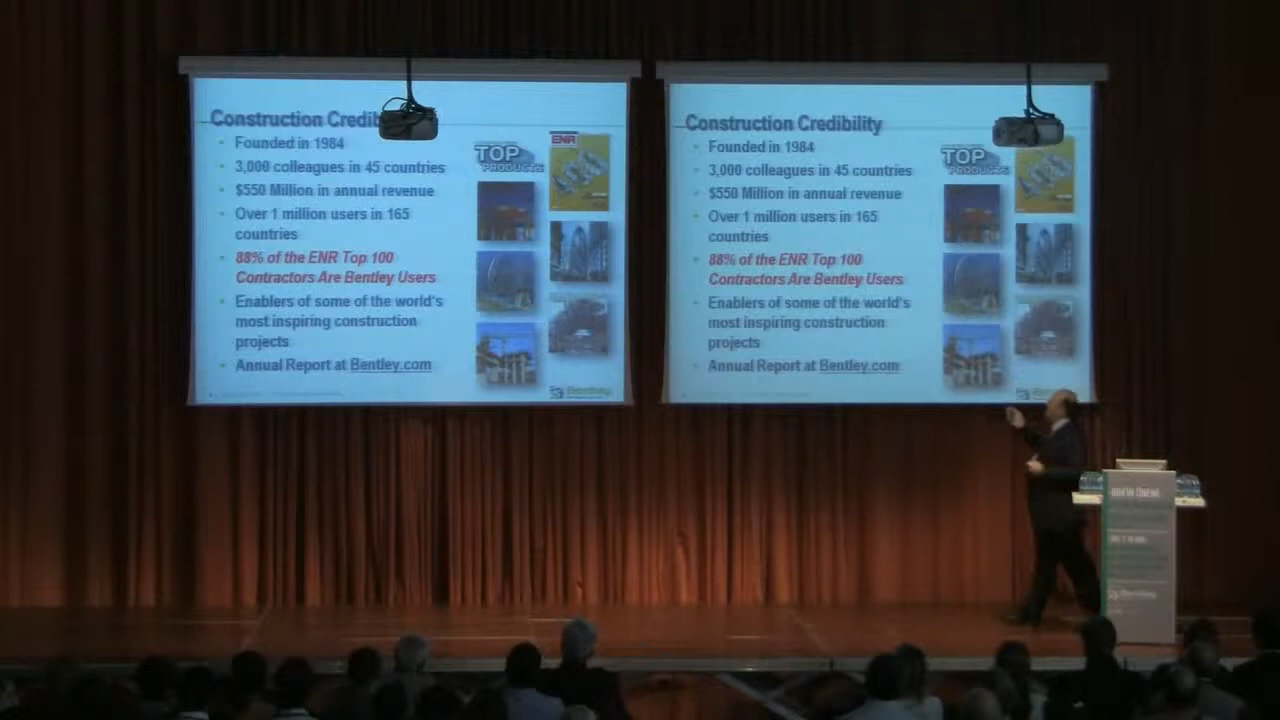 Construction Credib
Founded in 1984
3,000 colleagues in 45 countries
$550 Million in annual revenue
Over 1 million users in 165
countries
88% of the ENR Top 100
Contractors Are Bentley Users
Enablers of some of the world's
most inspiring construction
projects
Annual Report at Bentley.com
TOP
PRODUCTS
ENR
Bentley
Construction Credibility
Founded in 1984
3,000 colleagues in 45 countries
$550 Million in annual revenue
Over 1 million users in 165
countries
88% of the ENR Top 100
Contractors Are Bentley Users
Enablers of some of the world's
most inspiring construction
projects
Annual Report at Bentley.com
TOP
PRODUCTS
Bentley
Bentley